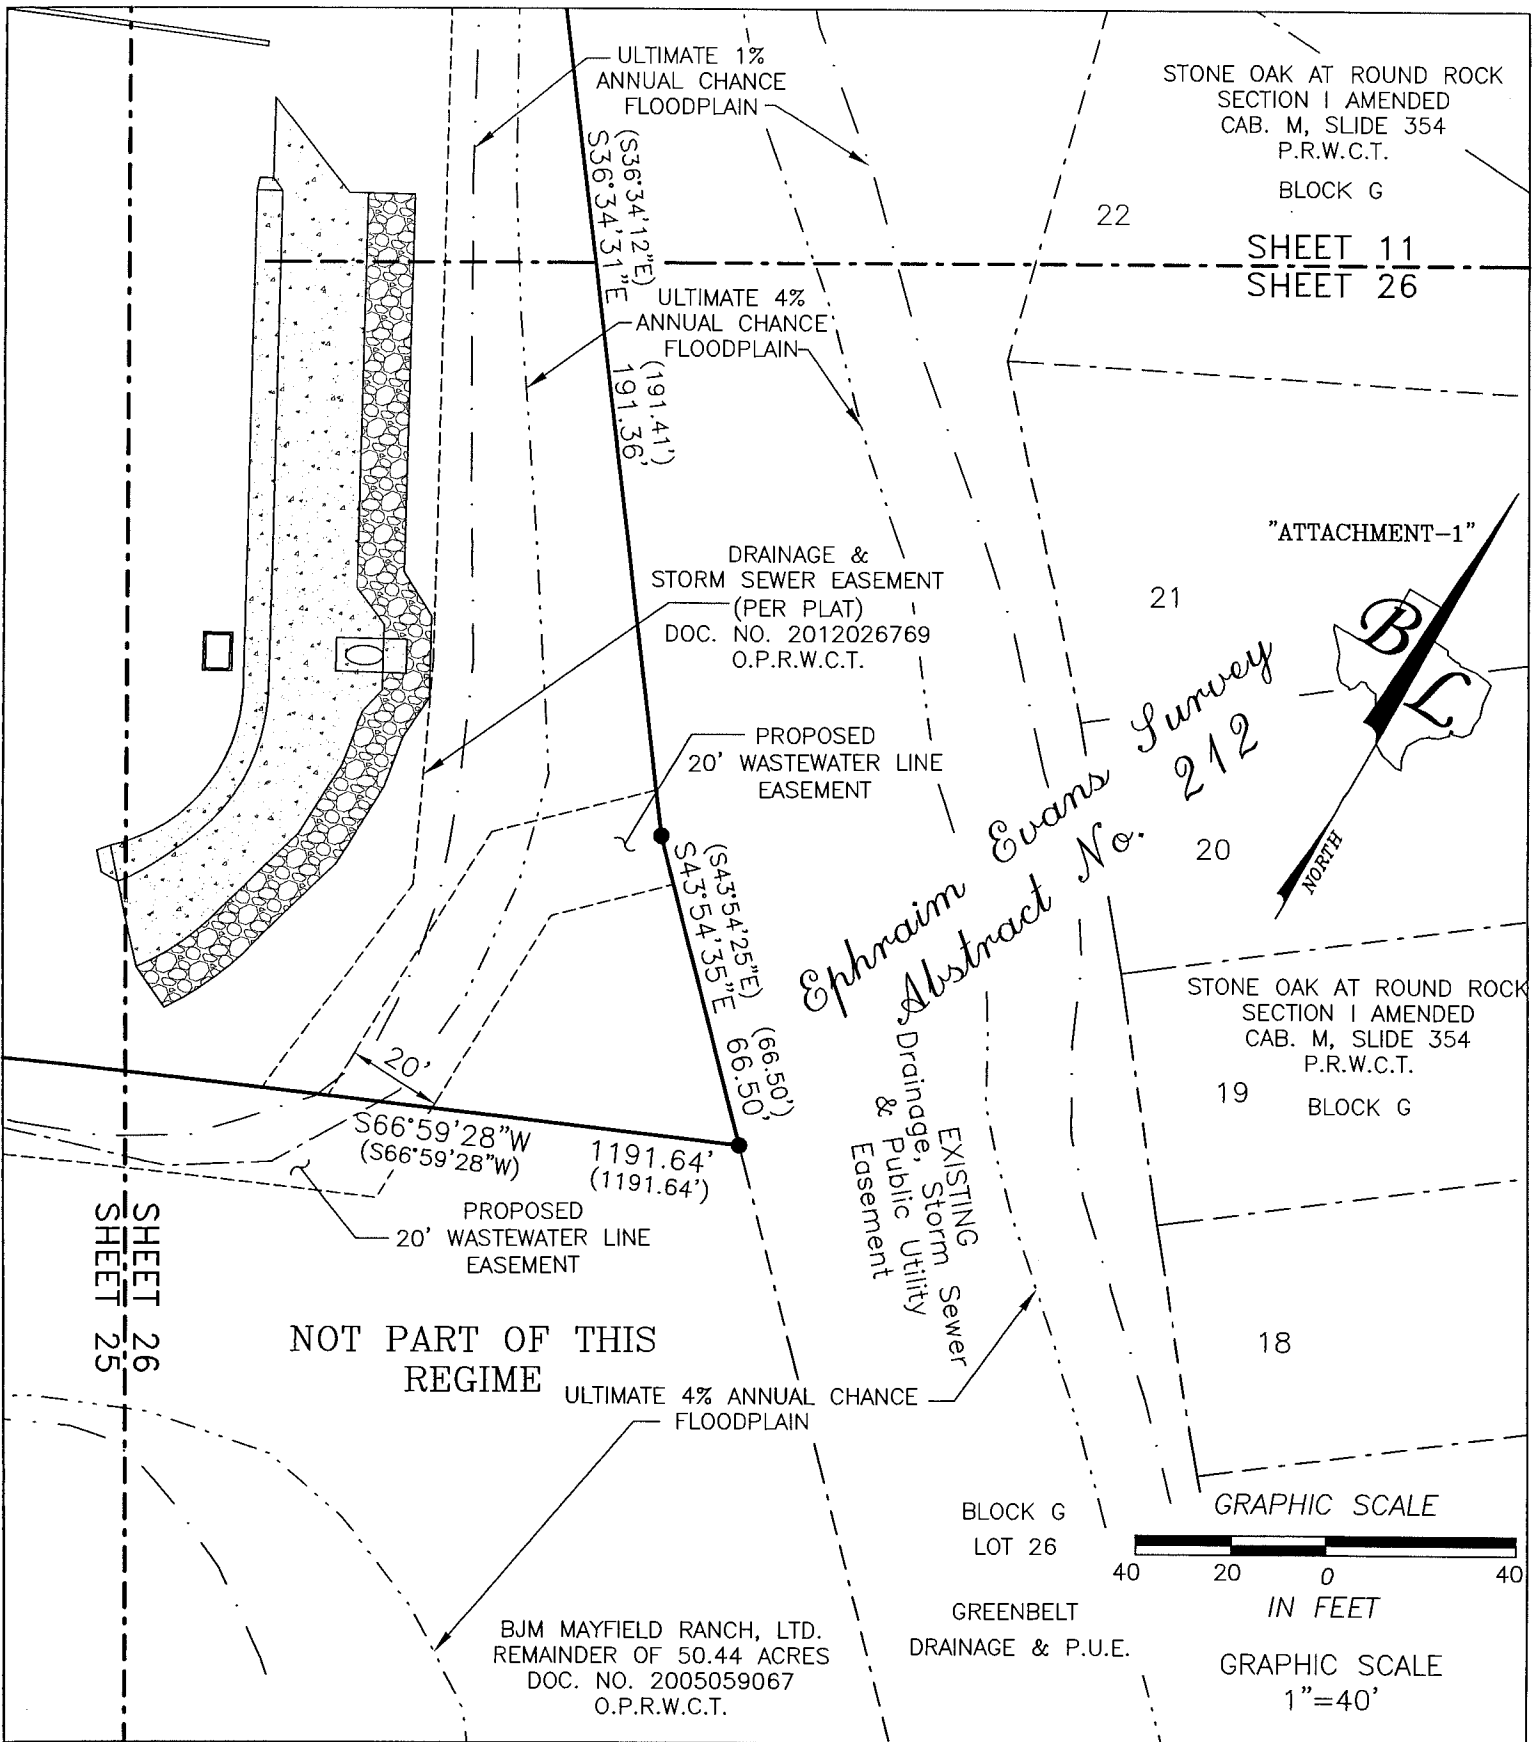 ULTIMATE 1%
ANNUAL CHANCE
FLOODPLAIN
STONE OAK AT ROUND ROCK
SECTION I AMENDED
CAB. M, SLIDE 354
P.R.W.C.T.
BLOCK G
22
SHEET 11
SHEET 26
(S36°34'12"E)
S36°34'31"E
(191.41')
191.36'
ULTIMATE 4%
ANNUAL CHANCE
FLOODPLAIN
"ATTACHMENT-1"
DRAINAGE &
STORM SEWER EASEMENT
(PER PLAT)
DOC. NO. 2012026769
O.P.R.W.C.T.
21
B
L
NORTH
PROPOSED
20' WASTEWATER LINE
EASEMENT
Ephraim Evans Survey
Abstract No. 212
20
(S43°54'25"E)
S43°54'35"E
(66.50')
66.50'
STONE OAK AT ROUND ROCK
SECTION I AMENDED
CAB. M, SLIDE 354
P.R.W.C.T.
19
BLOCK G
20'
S66°59'28"W
(S66°59'28"W)
1191.64'
(1191.64')
EXISTING
Drainage, Storm Sewer
& Public Utility
Easement
PROPOSED
20' WASTEWATER LINE
EASEMENT
SHEET 26
SHEET 25
NOT PART OF THIS
REGIME
18
ULTIMATE 4% ANNUAL CHANCE
FLOODPLAIN
BLOCK G
LOT 26
GREENBELT
DRAINAGE & P.U.E.
GRAPHIC SCALE
40 20 0 40
IN FEET
GRAPHIC SCALE
1"=40'
BJM MAYFIELD RANCH, LTD.
REMAINDER OF 50.44 ACRES
DOC. NO. 2005059067
O.P.R.W.C.T.